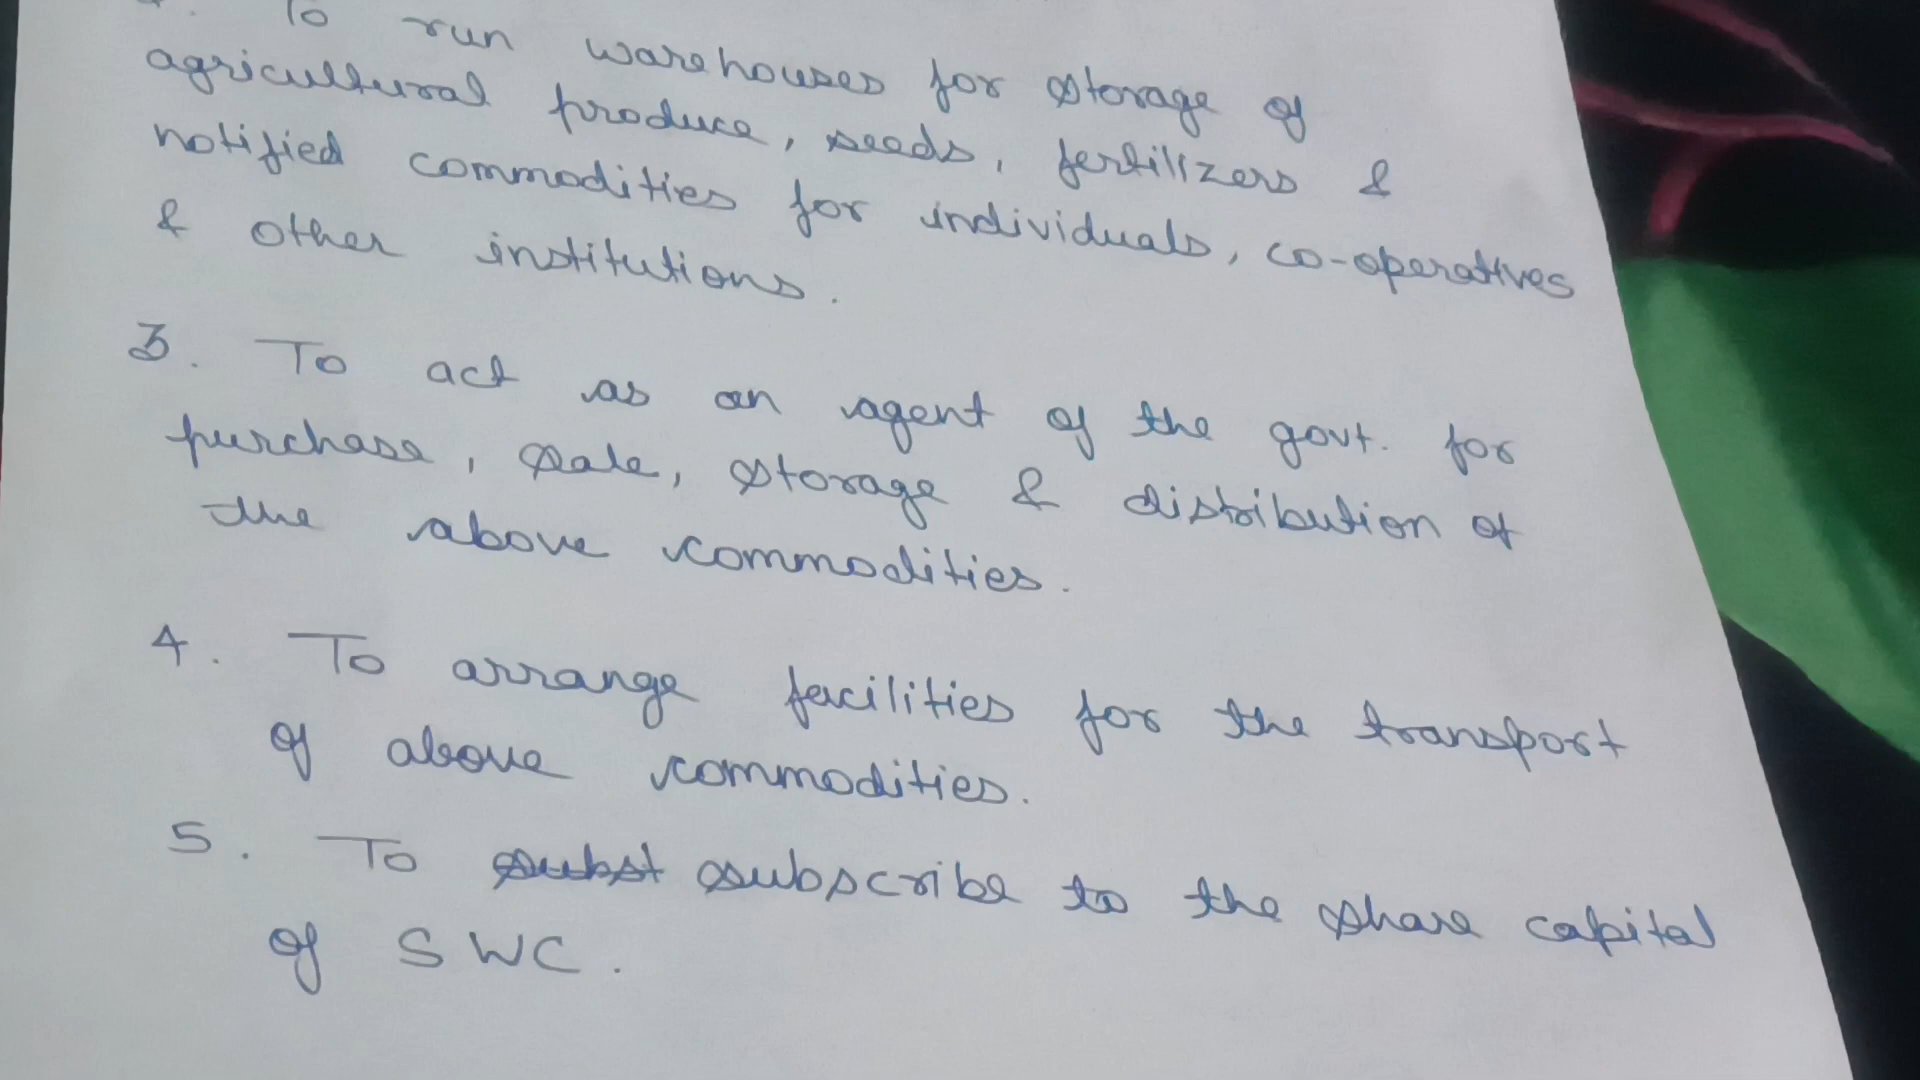 To run warehouses for storage of
agricultural produce, seeds, fertilizers &
notified commodities for individuals, co-operatives
& other institutions.
3. To act as an agent of the govt. for
purchase, sale, storage & distribution of
the above commodities.
4. To arrange facilities for the transport
of above commodities.
5. To subst subscribe to the share capital
of SWC.